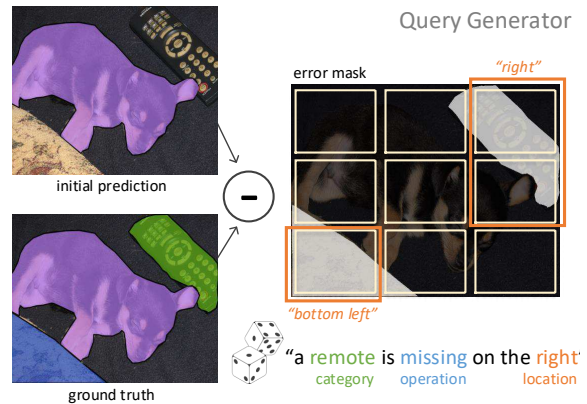 Query Generator
"right"
error mask
initial prediction
-
"bottom left"
"a remote is missing on the right"
category operation location
ground truth